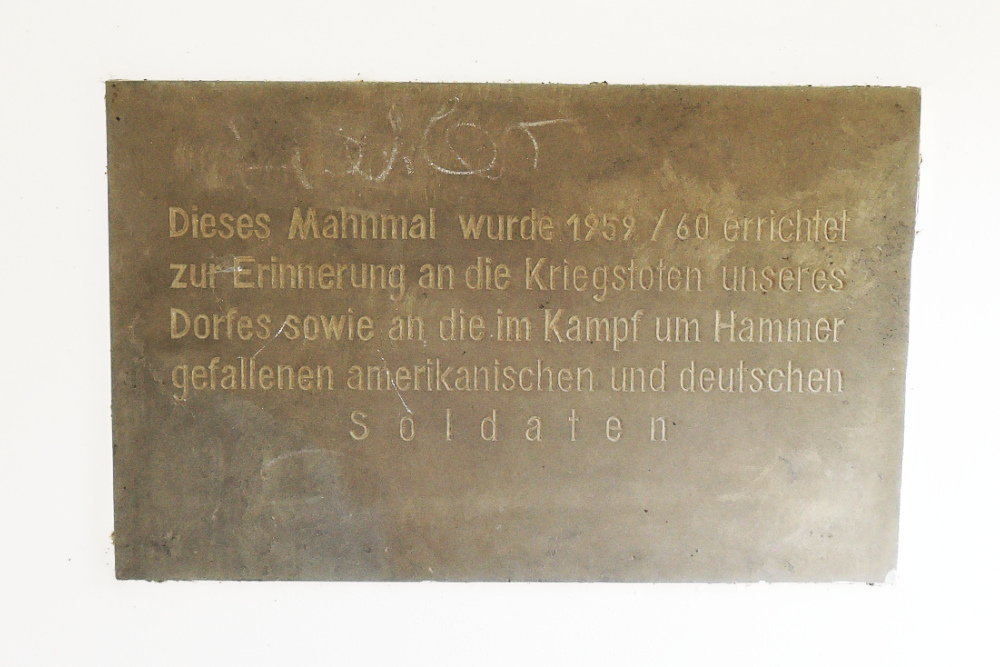 Dieses Mahnmal wurde 1959 / 60 errichtet
zur Erinnerung an die Kriegstoten unseres
Dorfes sowie an die im Kampf um Hammer
gefallenen amerikanischen und deutschen
Soldaten